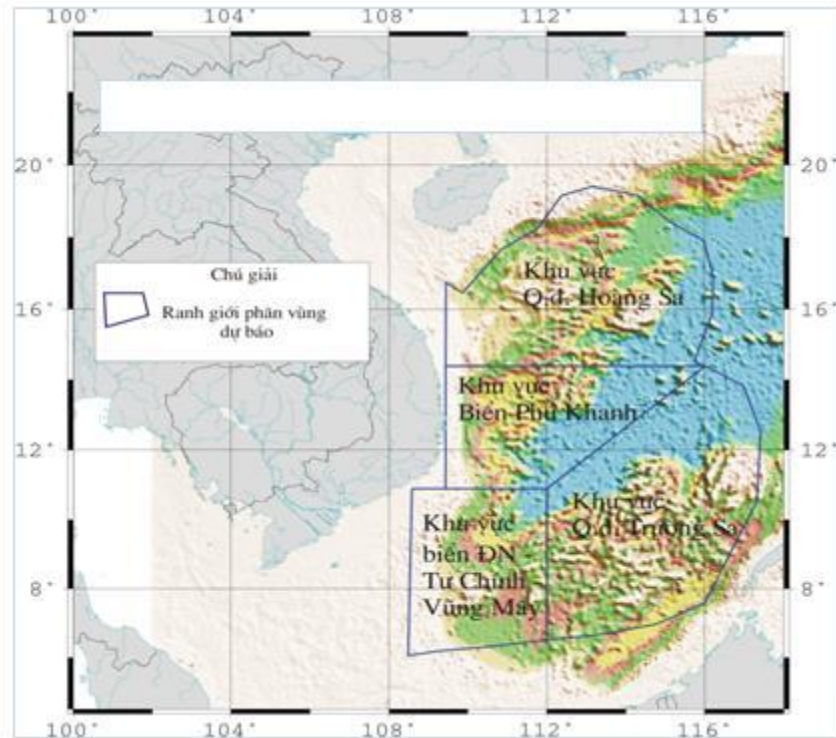 100° 104° 108° 112° 116°
20°
16°
12°
8°
20°
16°
12°
8°
Chú giải
Ranh giới phân vùng
dự báo
Khu vực
Q.đ. Hoàng Sa
Khu vực
Biển Phú Khánh
Khu vực
Q.đ. Trường Sa
Khu vực
biển ĐN -
Tư Chính -
Vũng Mây
100° 104° 108° 112° 116°